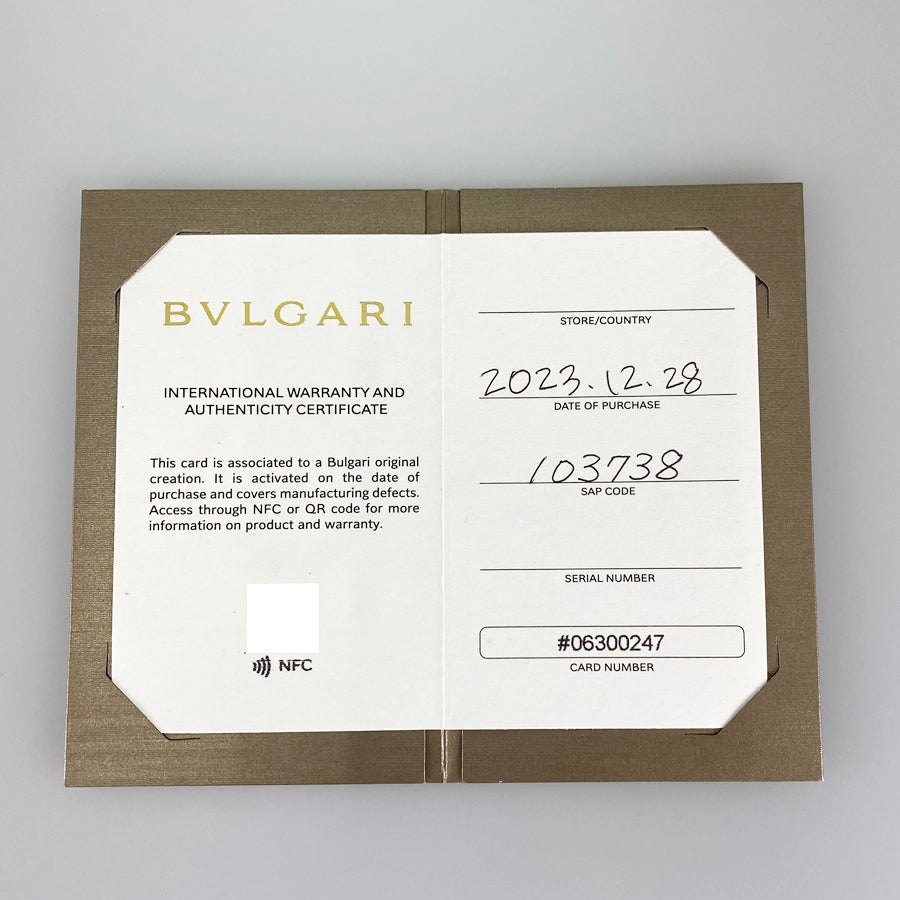 BVLGARI
INTERNATIONAL WARRANTY AND
AUTHENTICITY CERTIFICATE
This card is associated to a Bulgari original
creation. It is activated on the date of
purchase and covers manufacturing defects.
Access through NFC or QR code for more
information on product and warranty.
NFC
STORE/COUNTRY
2023.12.28
DATE OF PURCHASE
103738
SAP CODE
SERIAL NUMBER
#06300247
CARD NUMBER